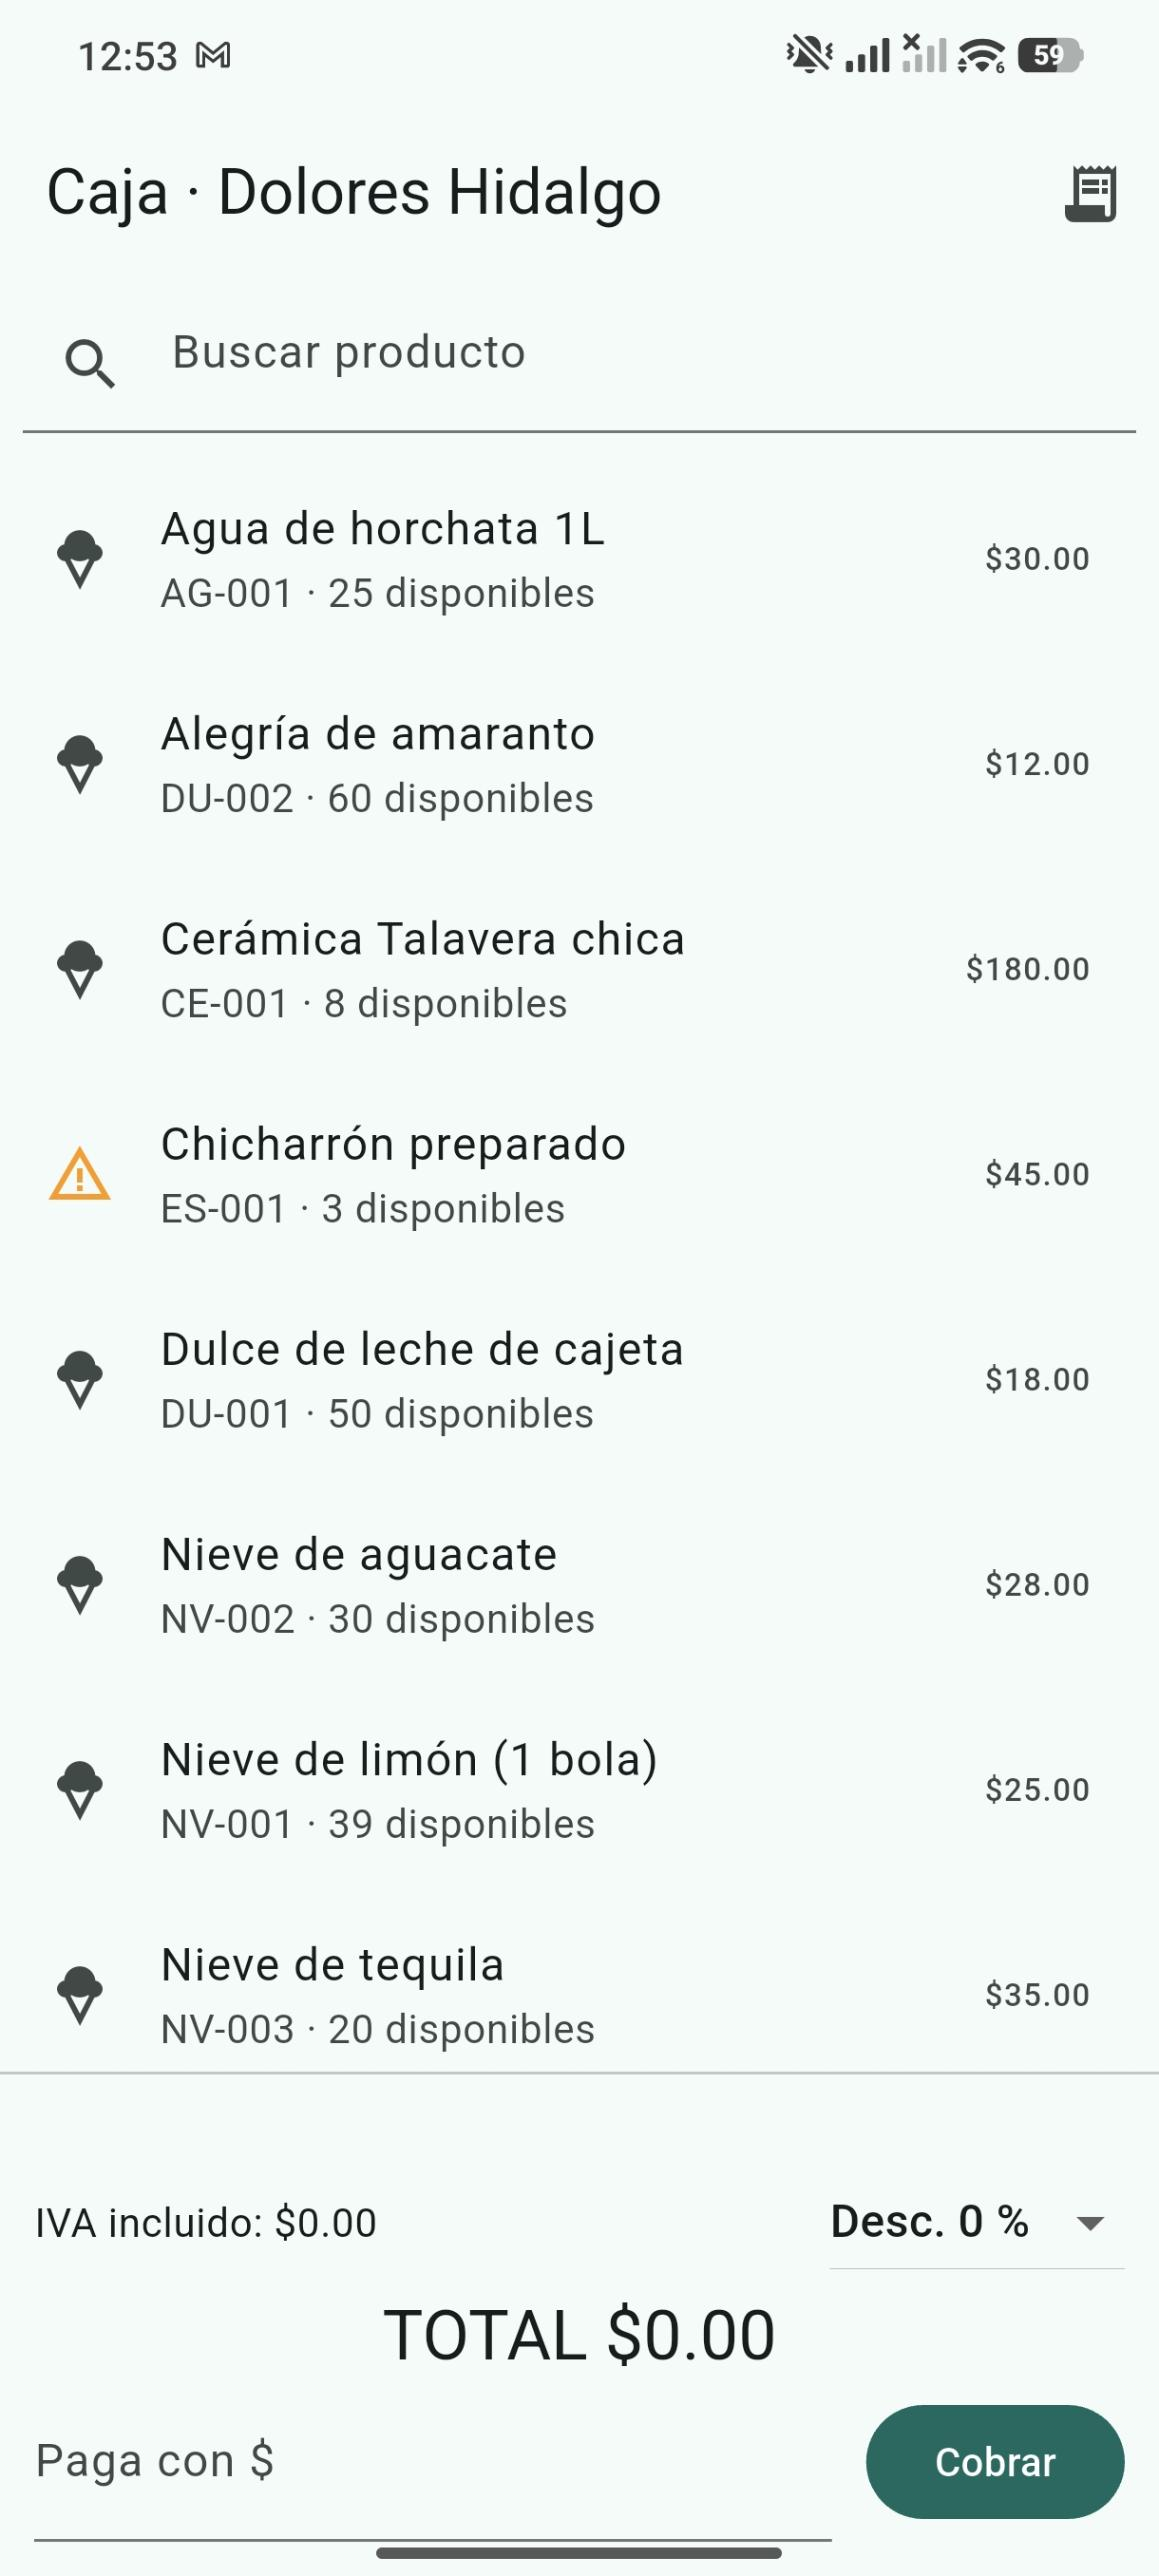 12:53
6
59
Caja · Dolores Hidalgo
Buscar producto
Agua de horchata 1L
$30.00
AG-001 · 25 disponibles
Alegría de amaranto
$12.00
DU-002 · 60 disponibles
Cerámica Talavera chica
$180.00
CE-001 · 8 disponibles
Chicharrón preparado
$45.00
ES-001 · 3 disponibles
Dulce de leche de cajeta
$18.00
DU-001 · 50 disponibles
Nieve de aguacate
$28.00
NV-002 · 30 disponibles
Nieve de limón (1 bola)
$25.00
NV-001 · 39 disponibles
Nieve de tequila
$35.00
NV-003 · 20 disponibles
IVA incluido: $0.00
Desc. 0 %
TOTAL $0.00
Paga con $
Cobrar